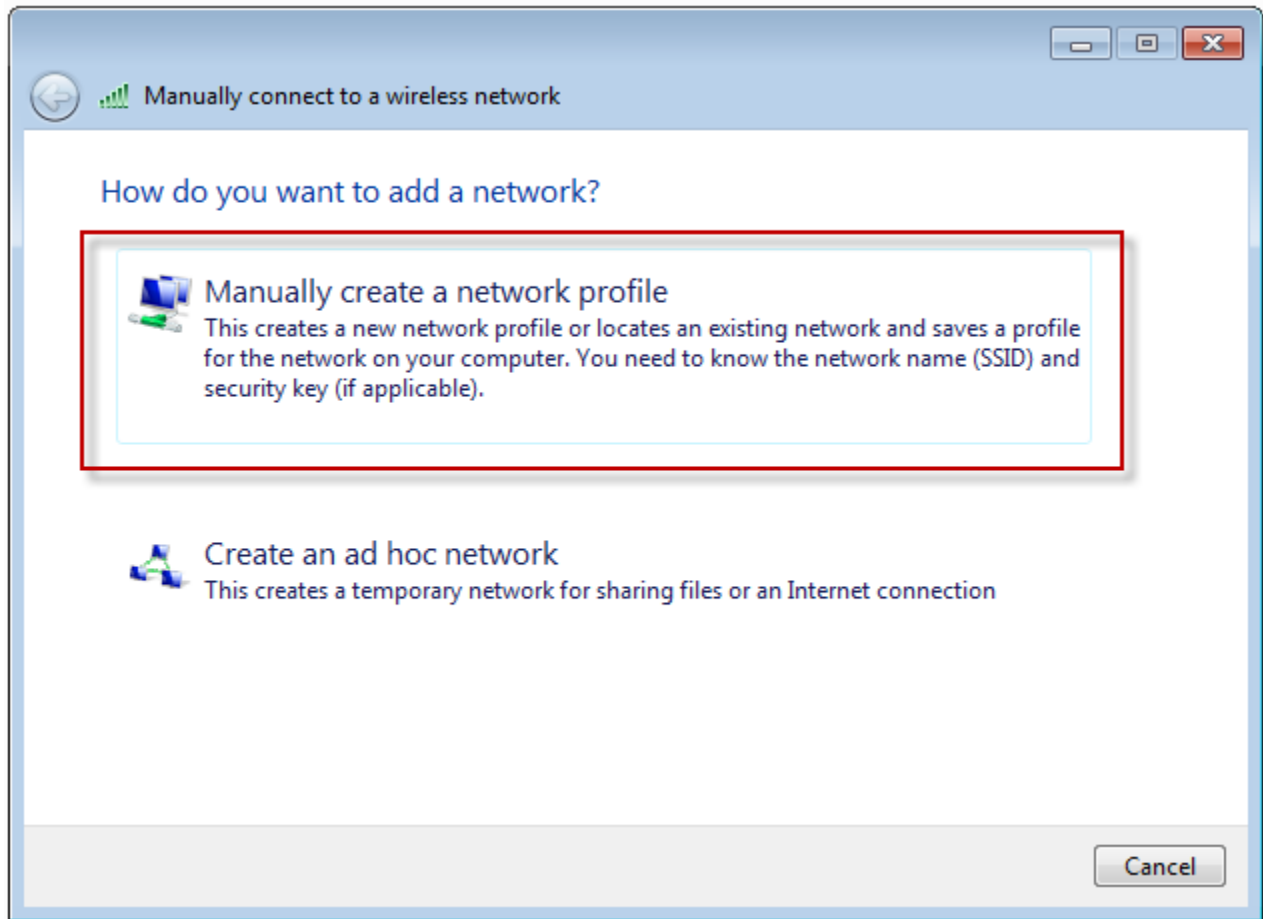 Manually connect to a wireless network
How do you want to add a network?
Manually create a network profile
This creates a new network profile or locates an existing network and saves a profile
for the network on your computer. You need to know the network name (SSID) and
security key (if applicable).
Create an ad hoc network
This creates a temporary network for sharing files or an Internet connection
Cancel